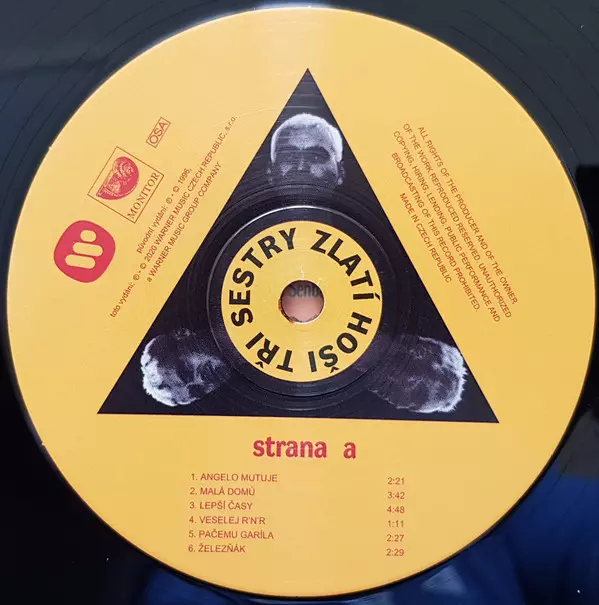 TŘI SESTRY ZLATÍ HOŠI
MONITOR
OSA
původní vydání: ℗ + © 1996,
toto vydání: ℗ + © 2020 WARNER MUSIC CZECH REPUBLIC, s.r.o.
a WARNER MUSIC GROUP COMPANY
ALL RIGHTS OF THE PRODUCER AND OF THE OWNER
OF THE WORK REPRODUCED RESERVED. UNAUTHORIZED
COPYING, HIRING, LENDING, PUBLIC PERFORMANCE AND
BROADCASTING OF THIS RECORD PROHIBITED.
MADE IN CZECH REPUBLIC
strana a
1. ANGELO MUTUJE 2:21
2. MALÁ DOMŮ 3:42
3. LEPŠÍ ČASY 4:48
4. VESELEJ R'N'R 1:11
5. PAČEMU GARÍLA 2:27
6. ŽELEZŇÁK 2:29